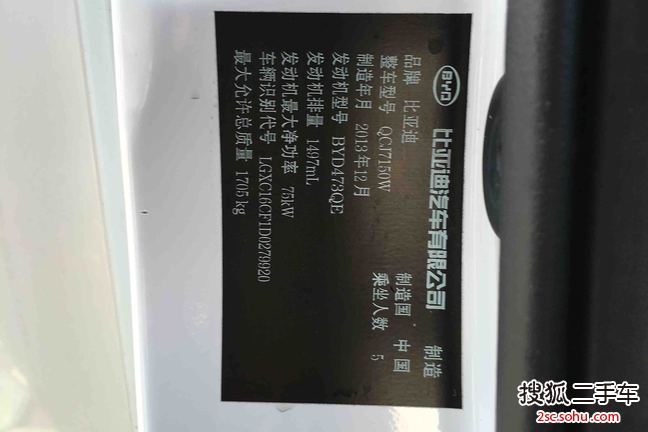 BYD 比亚迪汽车有限公司 制造
品牌 比亚迪 制造国 中国
整车型号 QCJ7150W 乘坐人数 5
制造年月 2013年12月
发动机型号 BYD473QE
发动机排量 1497mL
发动机最大净功率 75kW
车辆识别代号 LGXC16CF1D0279920
最大允许总质量 1705kg
搜狐二手车
2sc.sohu.com